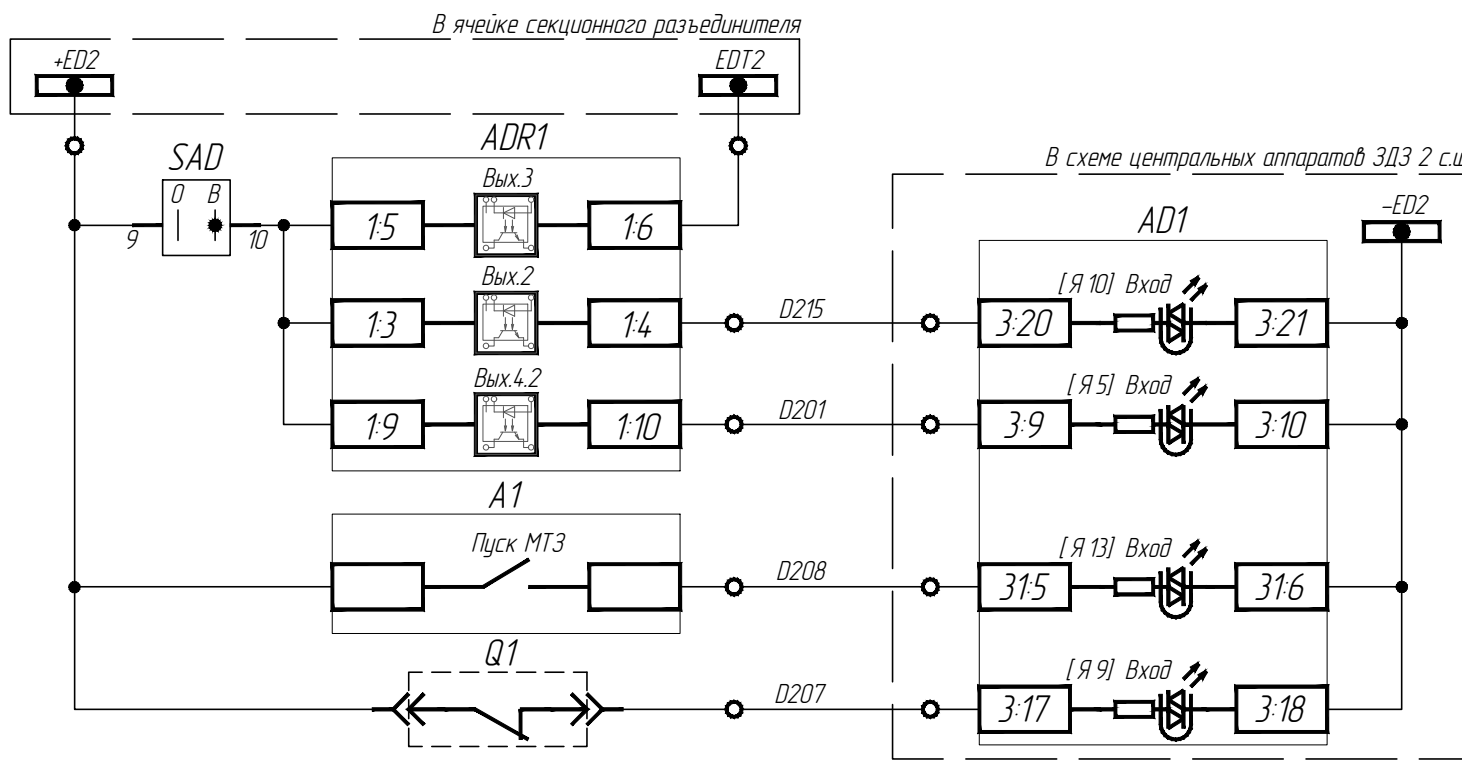 В ячейке секционного разъединителя
+ED2
EDT2
ADR1
SAD
О В
9
10
Вых.3
1:5
1:6
Вых.2
1:3
1:4
D215
Вых.4.2
1:9
1:10
D201
A1
Пуск МТЗ
D208
Q1
D207
В схеме центральных аппаратов ЗДЗ 2 с.ш
-ED2
AD1
[Я 10] Вход
3:20
3:21
[Я 5] Вход
3:9
3:10
[Я 13] Вход
31:5
31:6
[Я 9] Вход
3:17
3:18